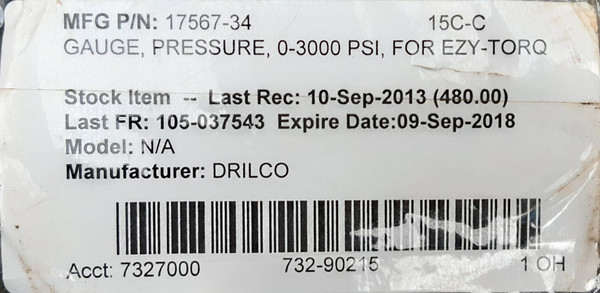 MFG P/N: 17567-34 15C-C
GAUGE, PRESSURE, 0-3000 PSI, FOR EZY-TORQ
Stock Item -- Last Rec: 10-Sep-2013 (480.00)
Last FR: 105-037543 Expire Date:09-Sep-2018
Model: N/A
Manufacturer: DRILCO
Acct: 7327000 732-90215 1 OH